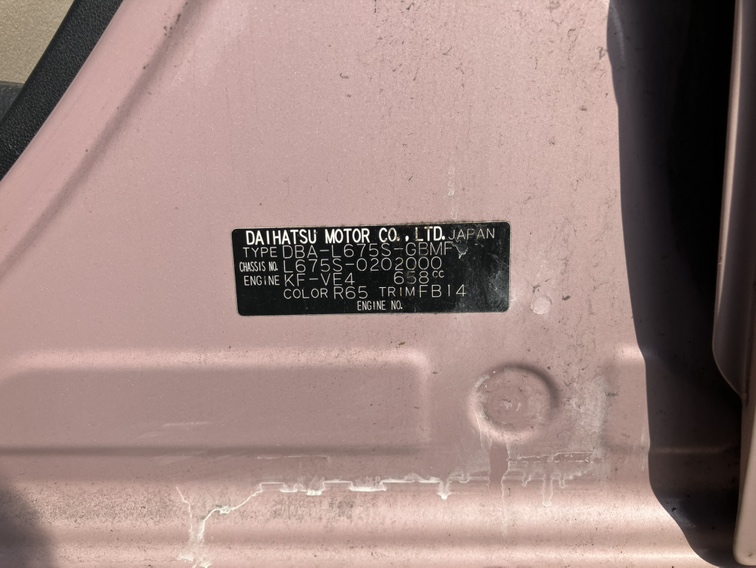 DAIHATSU MOTOR CO., LTD. JAPAN
TYPE DBA-L675S-GBMFY
CHASSIS NO. L675S-0202000
ENGINE KF-VE4 658cc
COLOR R65 TRIM FB14
ENGINE NO.